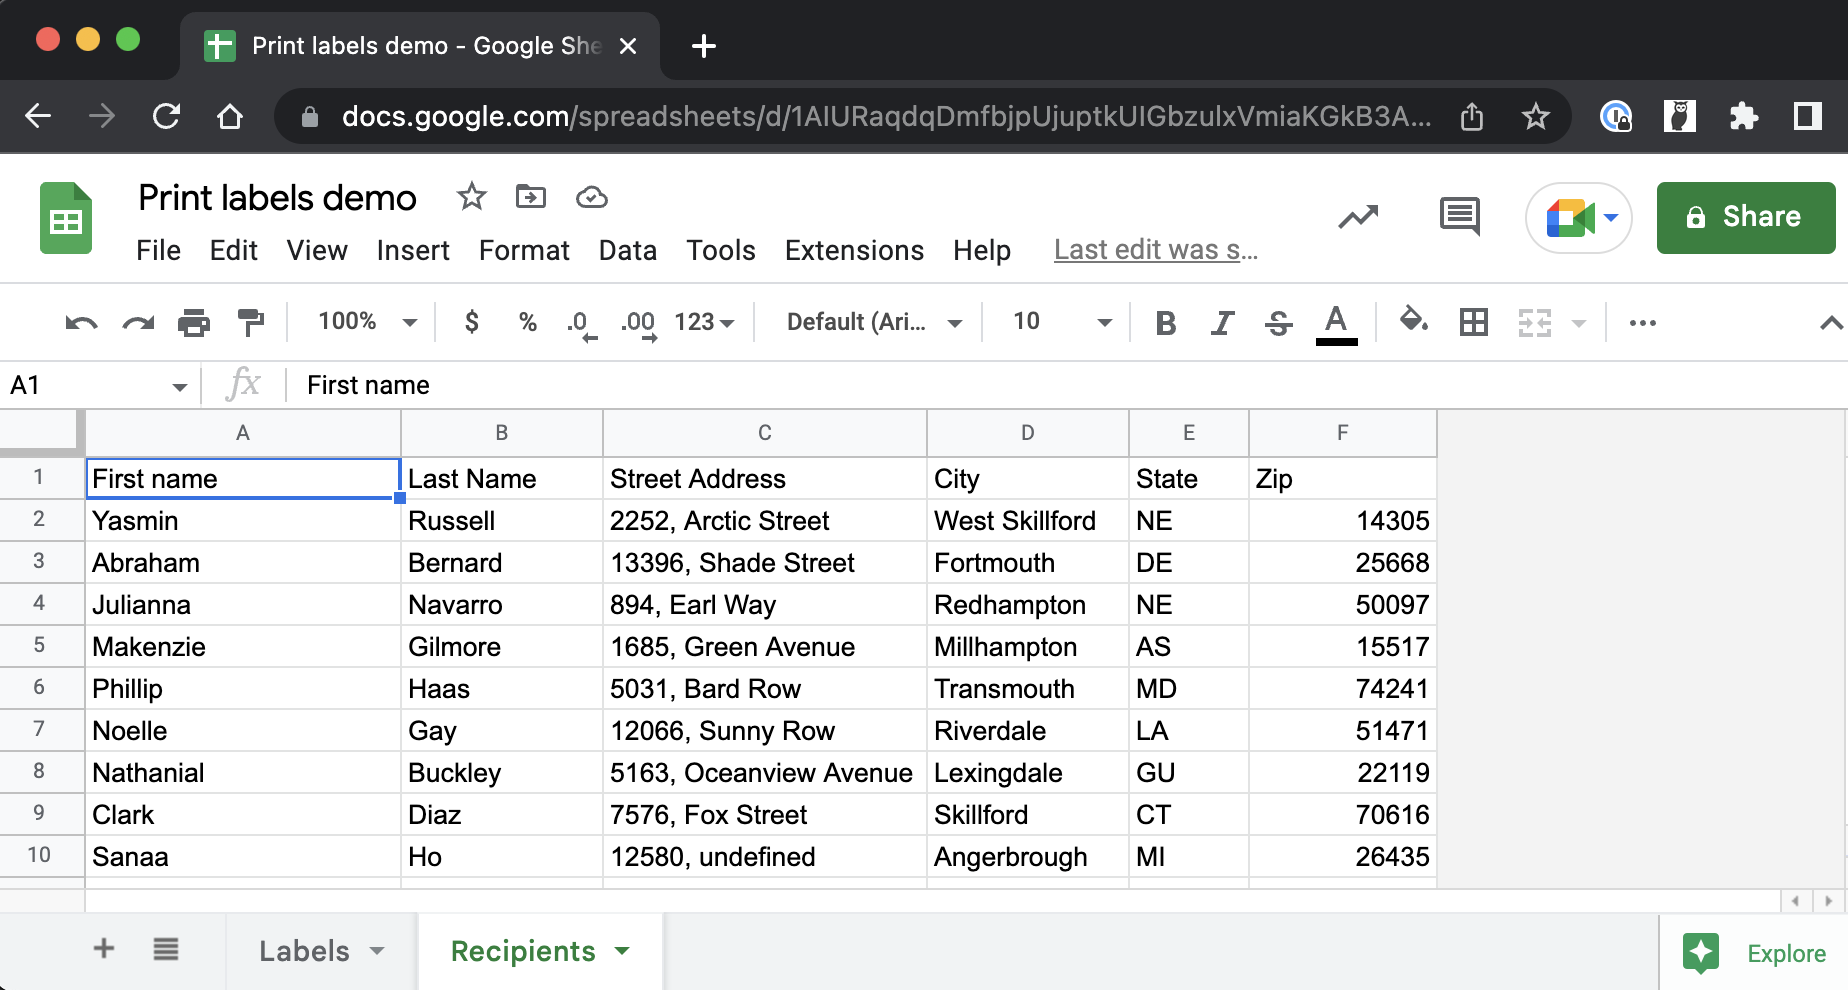 Print labels demo - Google She
docs.google.com/spreadsheets/d/1AIURaqdqDmfbjpUjuptkUIGbzulxVmiaKGkB3A...
Print labels demo
File Edit View Insert Format Data Tools Extensions Help Last edit was s...
Share
100% $ % .0 .00 123 Default (Ari... 10 B I S A ...
A1 fx First name
A B C D E F
1 First name Last Name Street Address City State Zip
2 Yasmin Russell 2252, Arctic Street West Skillford NE 14305
3 Abraham Bernard 13396, Shade Street Fortmouth DE 25668
4 Julianna Navarro 894, Earl Way Redhampton NE 50097
5 Makenzie Gilmore 1685, Green Avenue Millhampton AS 15517
6 Phillip Haas 5031, Bard Row Transmouth MD 74241
7 Noelle Gay 12066, Sunny Row Riverdale LA 51471
8 Nathanial Buckley 5163, Oceanview Avenue Lexingdale GU 22119
9 Clark Diaz 7576, Fox Street Skillford CT 70616
10 Sanaa Ho 12580, undefined Angerbrough MI 26435
Labels Recipients Explore